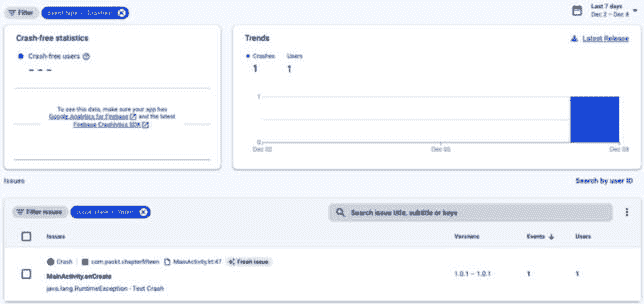 Filter
Last 7 days
Dec 2 – Dec 8
Crash-free statistics
Crash-free users
- - -
To see this data, make sure your app has
Google Analytics for Firebase and the latest
Firebase Crashlytics SDK
Trends
Latest Release
Crashes Users
1 1
1
0
Dec 02 Dec 05 Dec 08
Issues
Search by user ID
Filter issues
Search issue title, subtitle or keys
Issues Versions Events Users
Crash com.packt.chapterfifteen MainActivity.kt:47 Fresh issue
MainActivity.onCreate
java.lang.RuntimeException - Test Crash
1.0.1 – 1.0.1 1 1